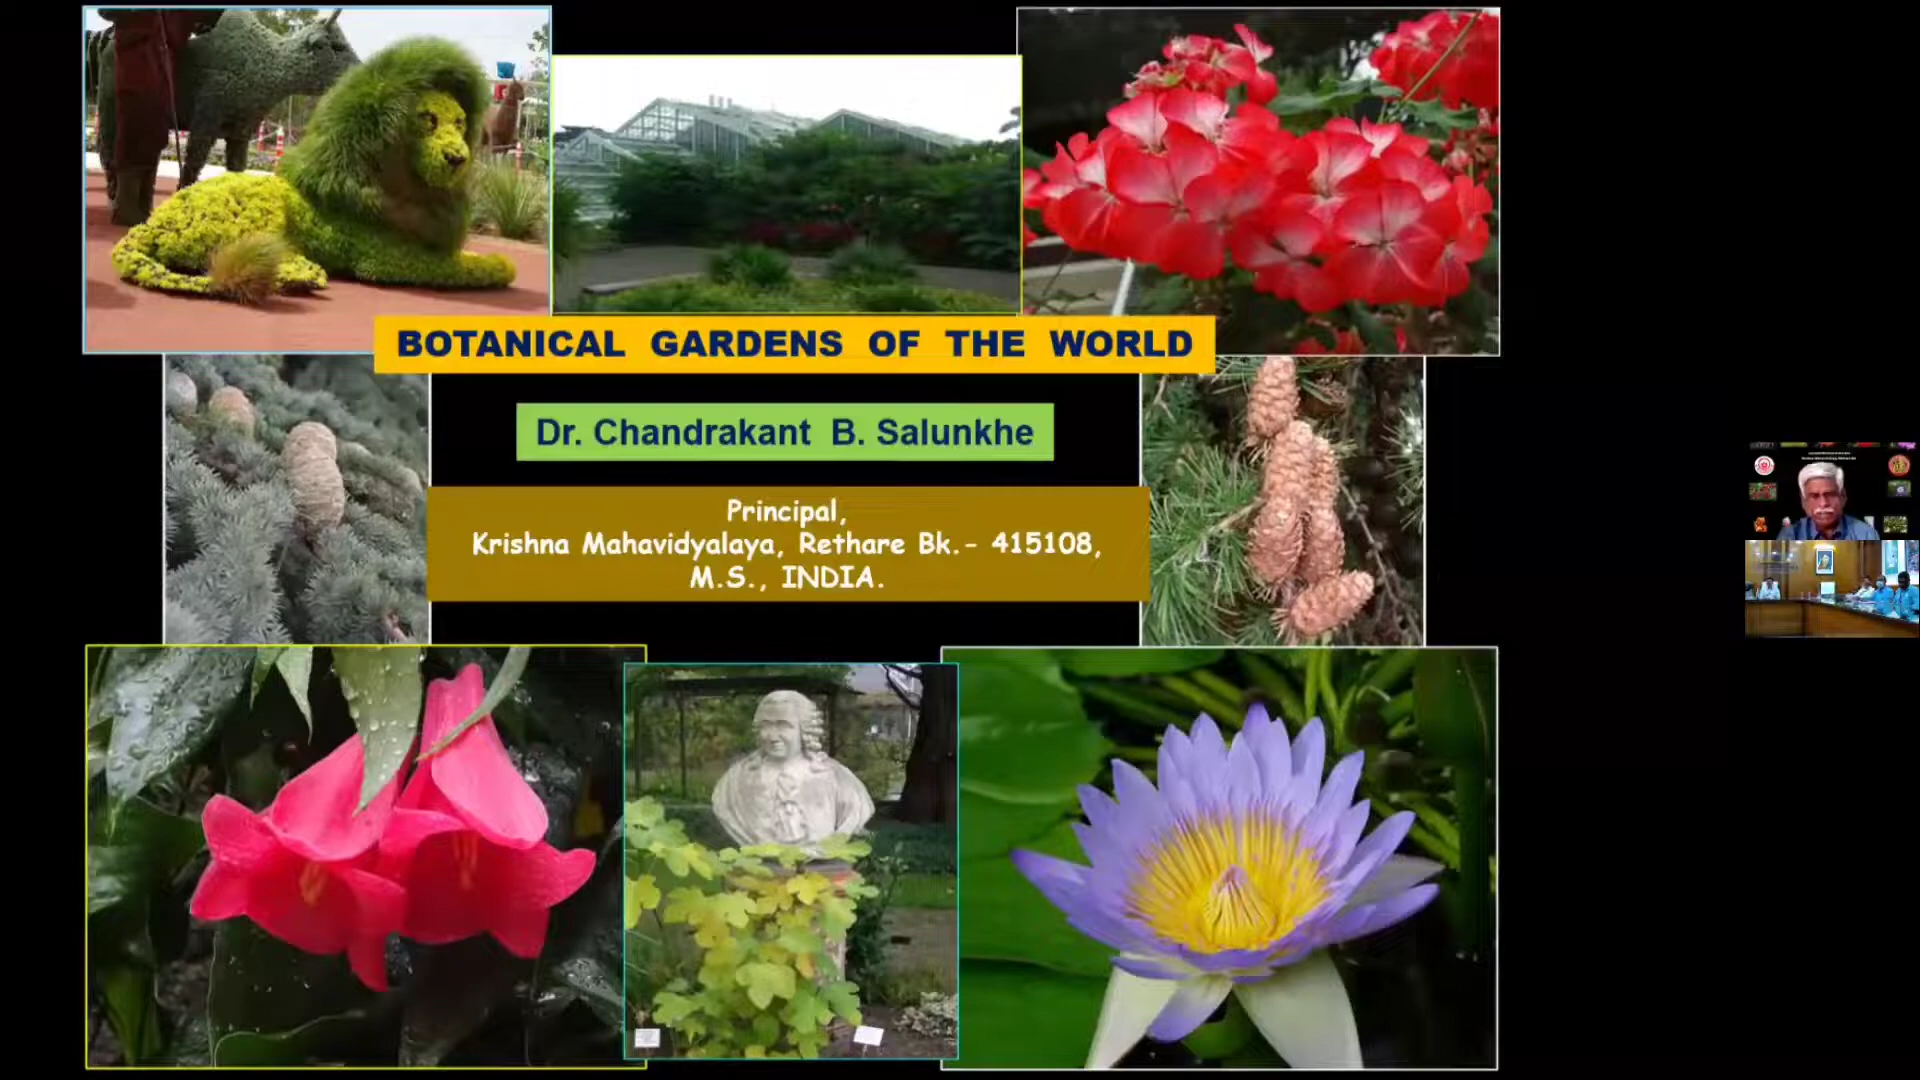 BOTANICAL GARDENS OF THE WORLD
Dr. Chandrakant B. Salunkhe
Principal,
Krishna Mahavidyalaya, Rethare Bk.- 415108,
M.S., INDIA.